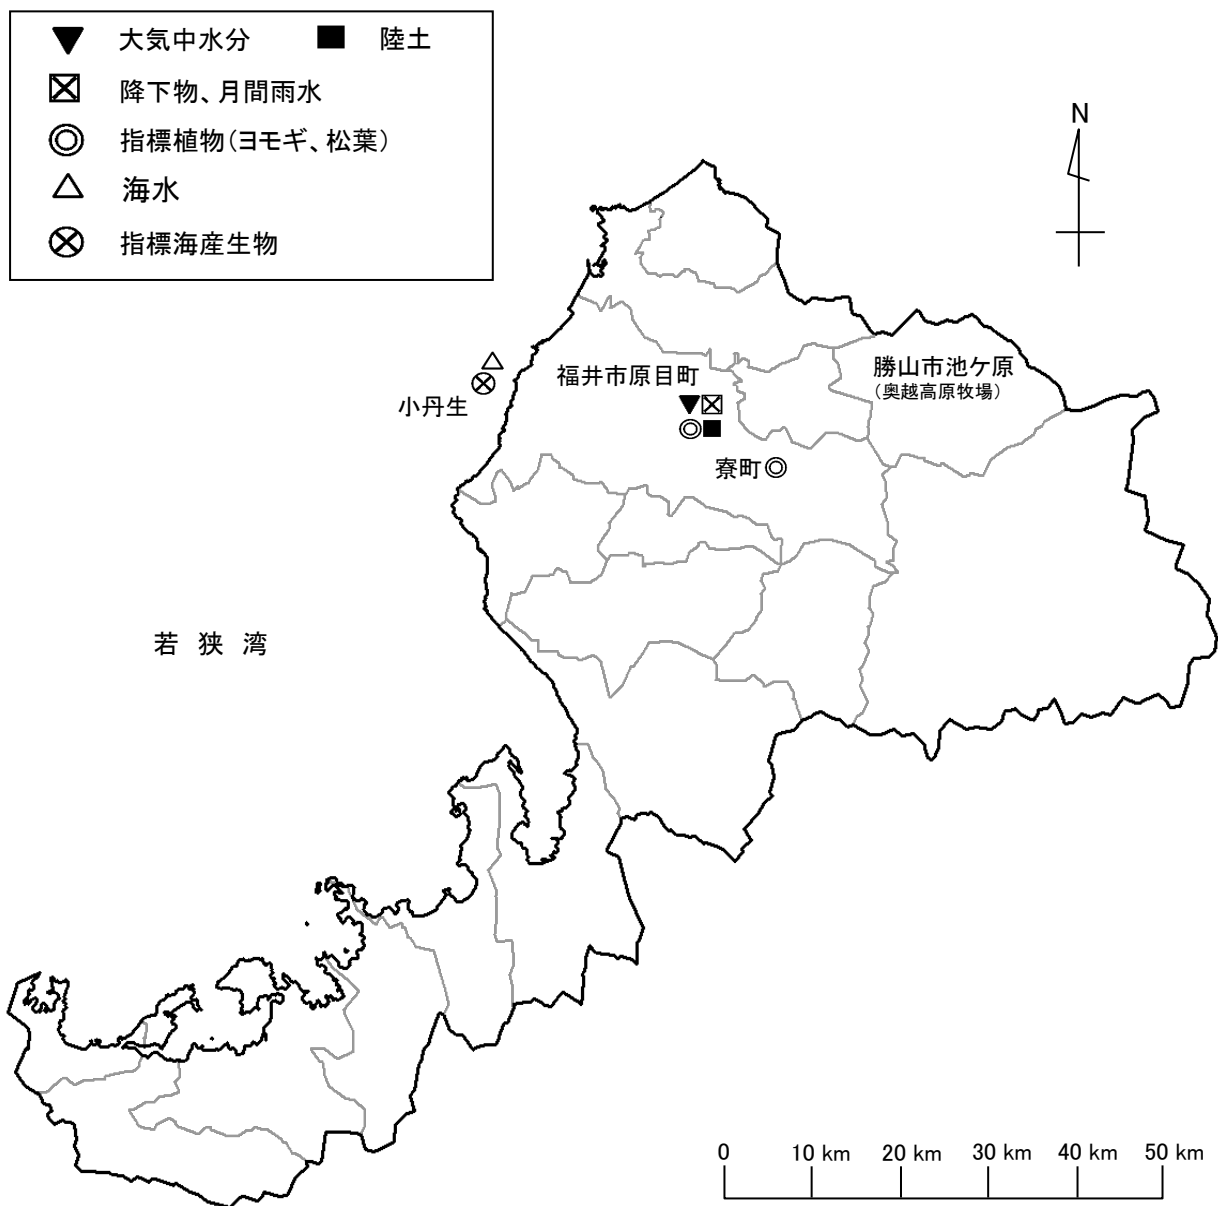 大気中水分 陸土
降下物、月間雨水
指標植物(ヨモギ、松葉)
海水
指標海産生物
N
福井市原目町
勝山市池ケ原
(奥越高原牧場)
小丹生
寮町
若狭湾
0 10 km 20 km 30 km 40 km 50 km